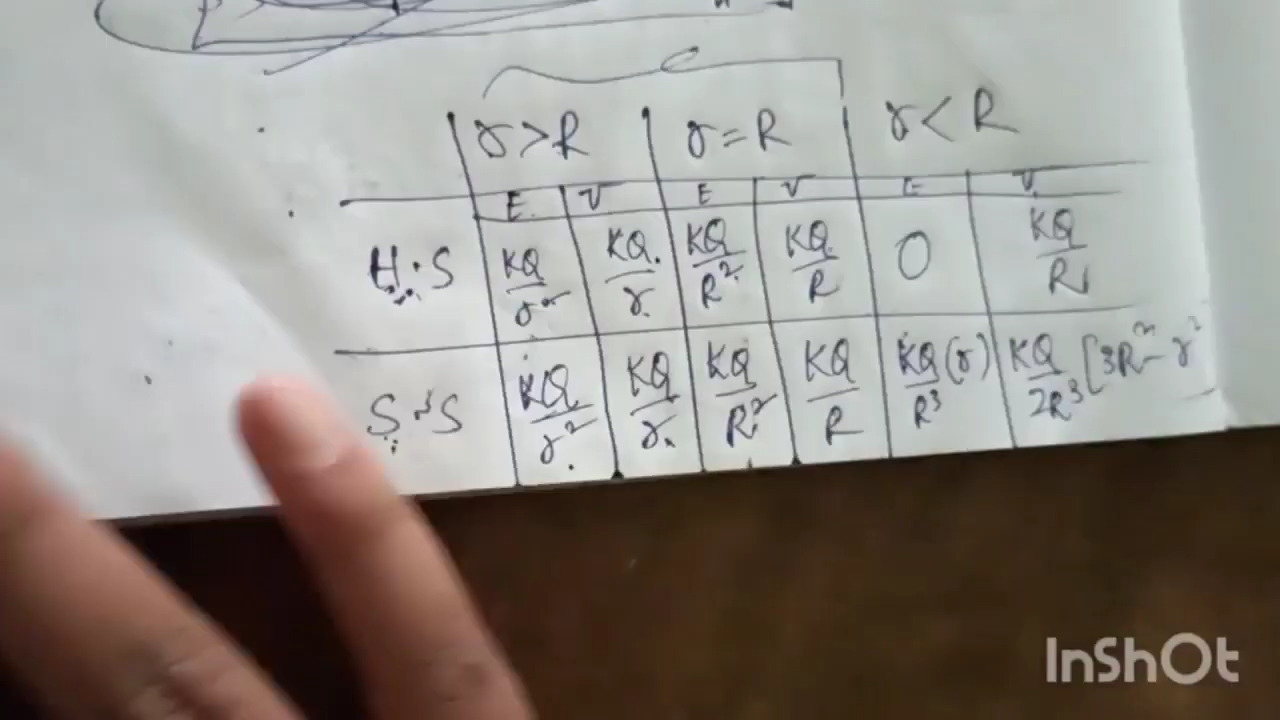 r>R r=R r<R
E V E V E V
H.S KQ/r² KQ/r KQ/R² KQ/R 0 KQ/R
S.S KQ/r² KQ/r KQ/R² KQ/R KQ/R³(r) KQ/2R³[3R²-r²
InShOt